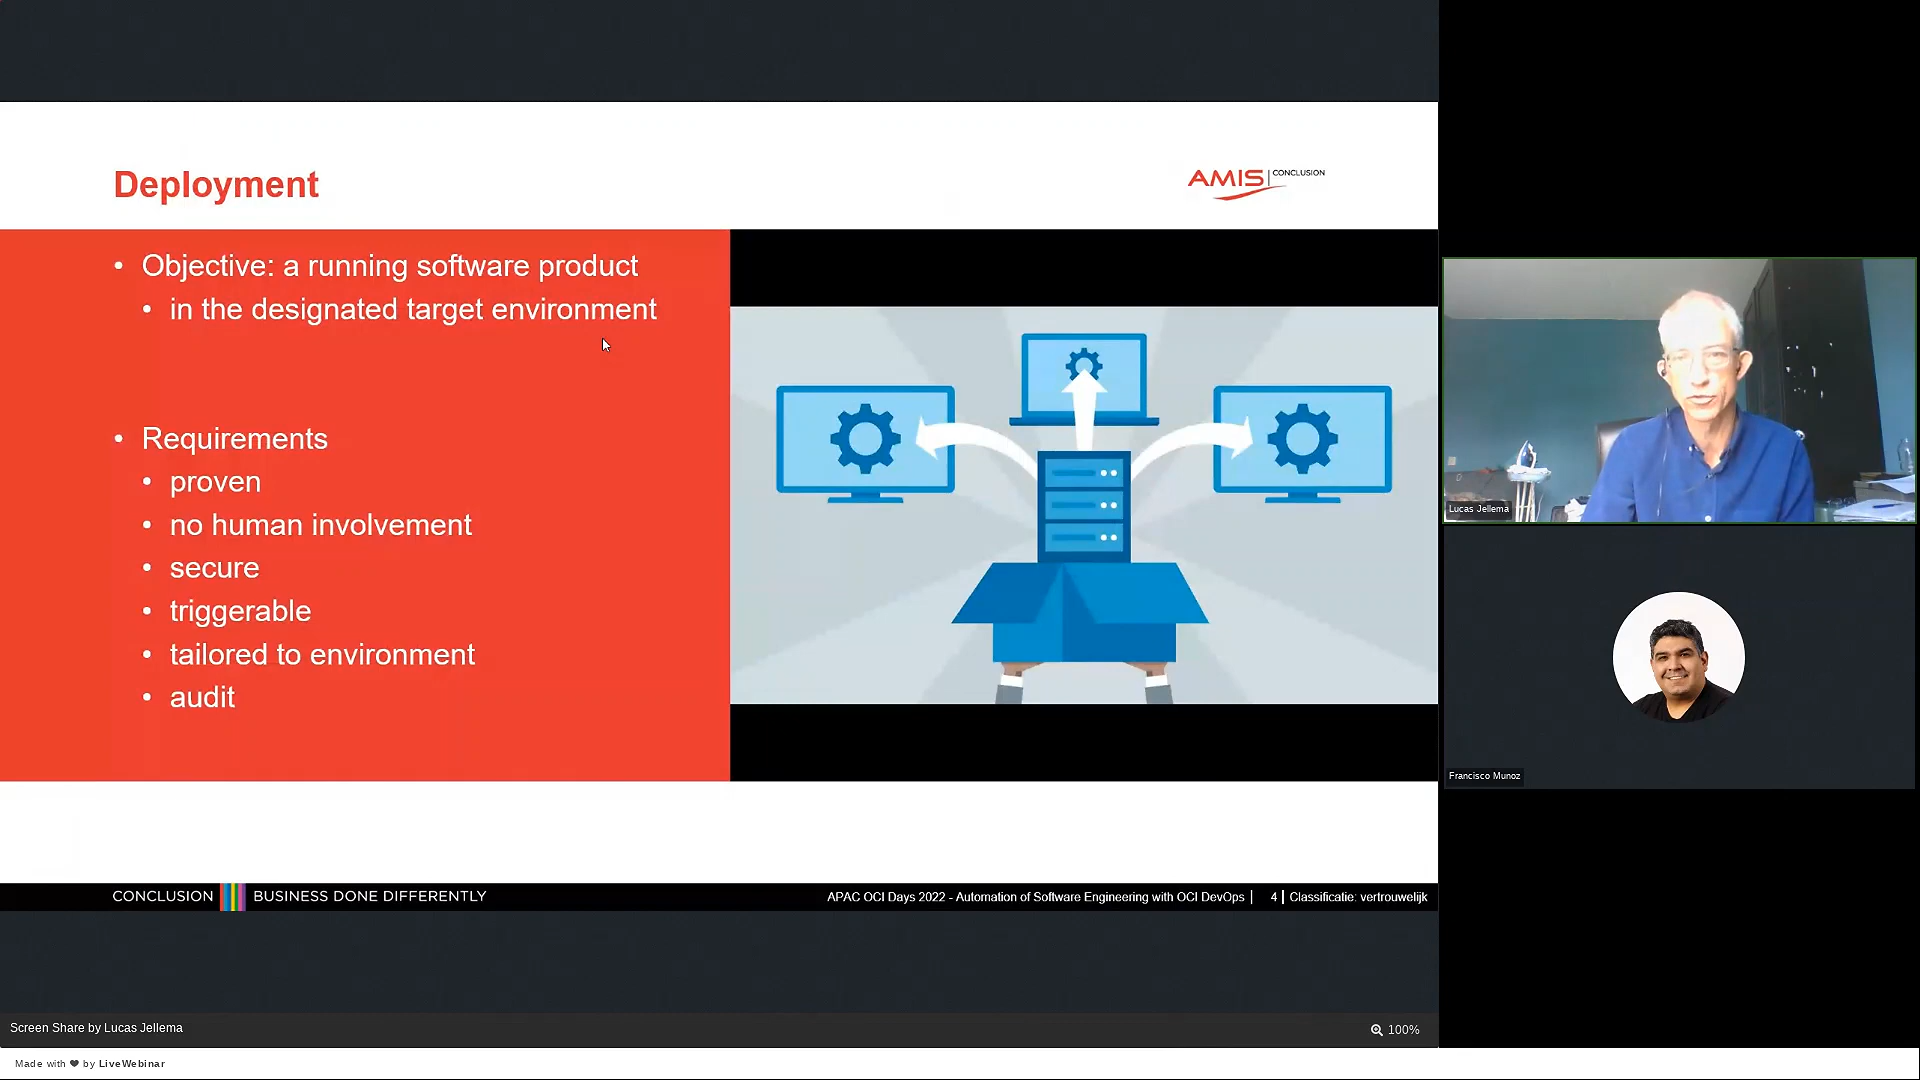 Deployment
AMIS CONCLUSION
• Objective: a running software product
• in the designated target environment
• Requirements
• proven
• no human involvement
• secure
• triggerable
• tailored to environment
• audit
CONCLUSION BUSINESS DONE DIFFERENTLY
APAC OCI Days 2022 - Automation of Software Engineering with OCI DevOps | 4 | Classificatie: vertrouwelijk
Lucas Jellema
Francisco Munoz
Screen Share by Lucas Jellema
100%
Made with ❤ by LiveWebinar